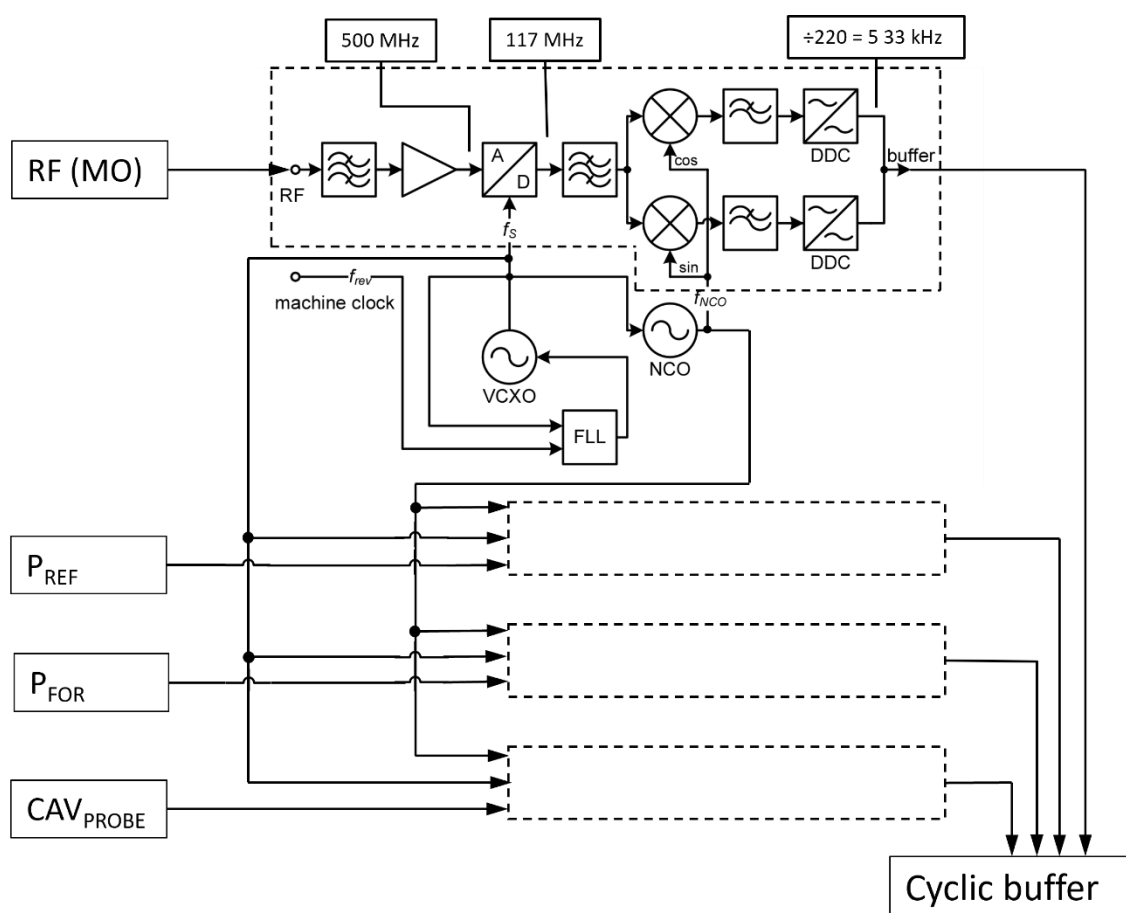 500 MHz
117 MHz
÷220 = 5 33 kHz
RF (MO)
RF
A
D
cos
DDC
buffer
fS
sin
DDC
frev
machine clock
fNCO
VCXO
NCO
FLL
PREF
PFOR
CAVPROBE
Cyclic buffer